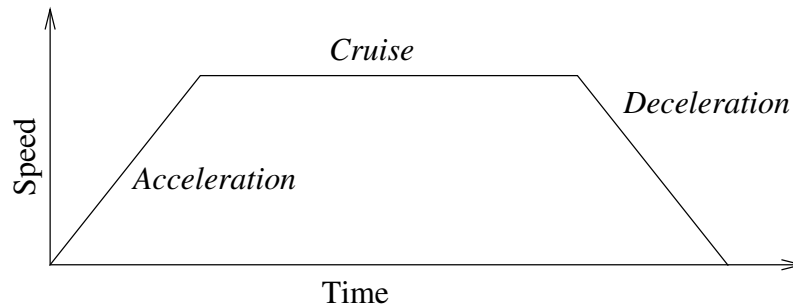 Cruise
Deceleration
Speed
Acceleration
Time